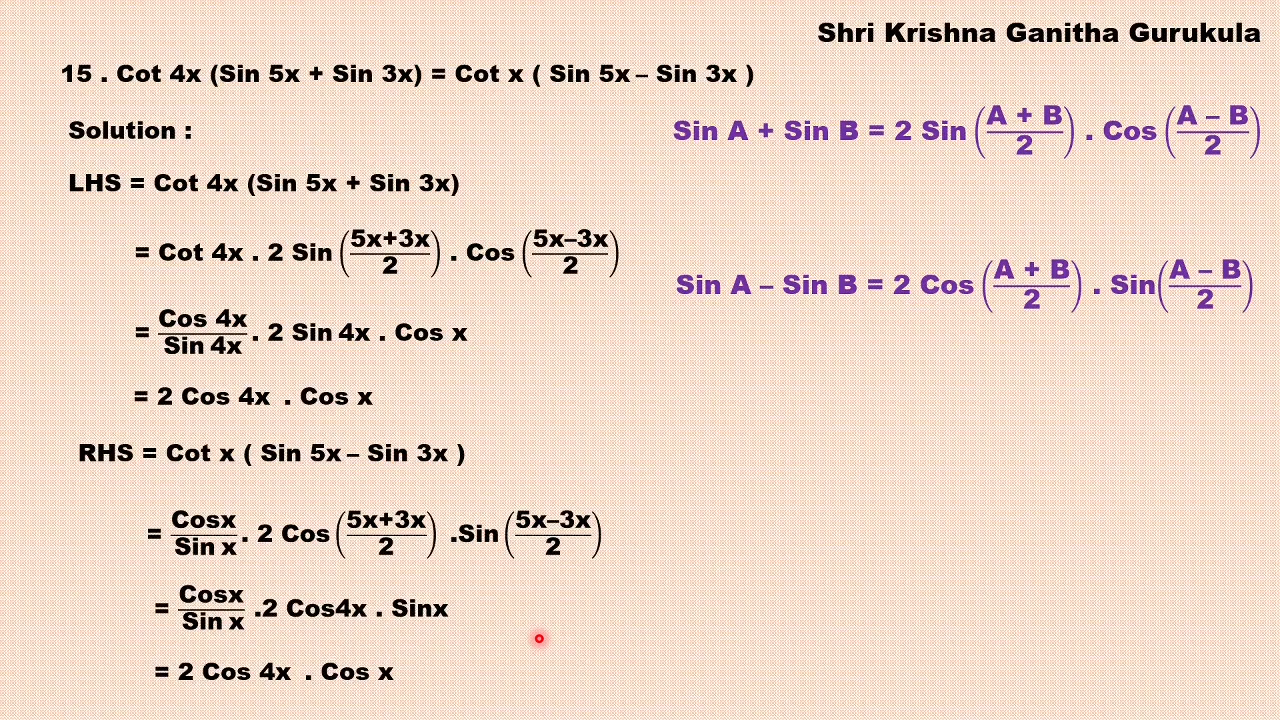 Shri Krishna Ganitha Gurukula
15 . Cot 4x (Sin 5x + Sin 3x) = Cot x ( Sin 5x – Sin 3x )
Solution :
Sin A + Sin B = 2 Sin (A + B / 2) . Cos (A – B / 2)
LHS = Cot 4x (Sin 5x + Sin 3x)
= Cot 4x . 2 Sin (5x+3x / 2) . Cos (5x–3x / 2)
Sin A – Sin B = 2 Cos (A + B / 2) . Sin(A – B / 2)
= Cos 4x / Sin 4x . 2 Sin 4x . Cos x
= 2 Cos 4x . Cos x
RHS = Cot x ( Sin 5x – Sin 3x )
= Cosx / Sin x . 2 Cos (5x+3x / 2) .Sin (5x–3x / 2)
= Cosx / Sin x .2 Cos4x . Sinx
= 2 Cos 4x . Cos x